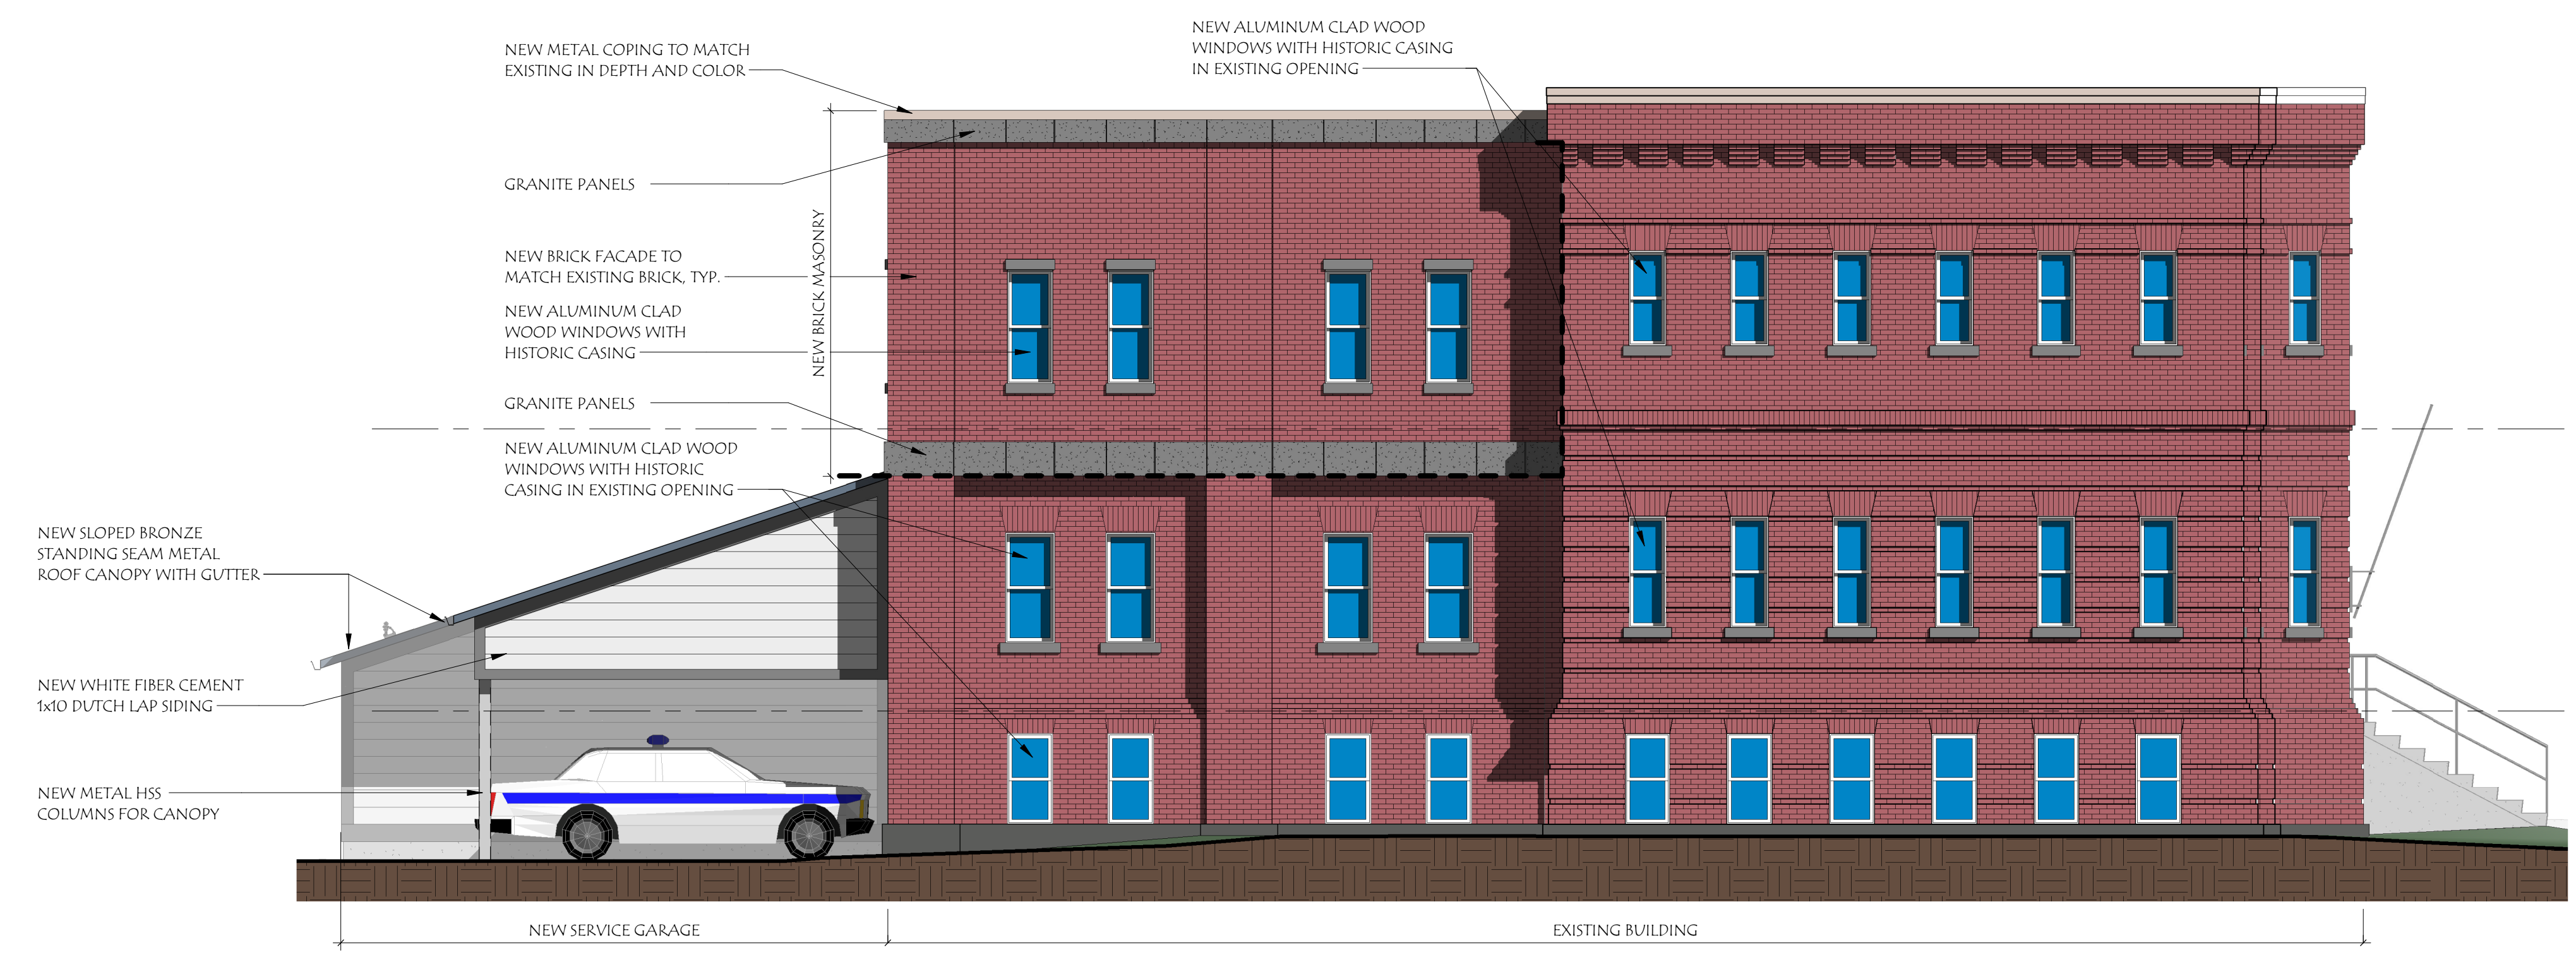 NEW ALUMINUM CLAD WOOD
WINDOWS WITH HISTORIC CASING
IN EXISTING OPENING
NEW METAL COPING TO MATCH
EXISTING IN DEPTH AND COLOR
GRANITE PANELS
NEW BRICK MASONRY
NEW BRICK FACADE TO
MATCH EXISTING BRICK, TYP.
NEW ALUMINUM CLAD
WOOD WINDOWS WITH
HISTORIC CASING
GRANITE PANELS
NEW ALUMINUM CLAD WOOD
WINDOWS WITH HISTORIC
CASING IN EXISTING OPENING
NEW SLOPED BRONZE
STANDING SEAM METAL
ROOF CANOPY WITH GUTTER
NEW WHITE FIBER CEMENT
1x10 DUTCH LAP SIDING
NEW METAL HSS
COLUMNS FOR CANOPY
NEW SERVICE GARAGE
EXISTING BUILDING